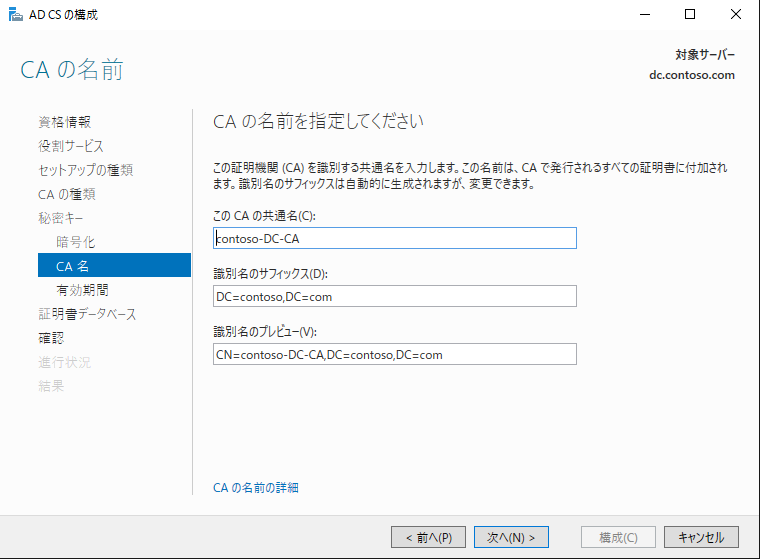 AD CS の構成
CA の名前
対象サーバー
dc.contoso.com
資格情報
役割サービス
セットアップの種類
CA の種類
秘密キー
暗号化
CA 名
有効期間
証明書データベース
確認
進行状況
結果
CA の名前を指定してください
この証明機関 (CA) を識別する共通名を入力します。この名前は、CA で発行されるすべての証明書に付加されます。識別名のサフィックスは自動的に生成されますが、変更できます。
この CA の共通名(C):
contoso-DC-CA
識別名のサフィックス(D):
DC=contoso,DC=com
識別名のプレビュー(V):
CN=contoso-DC-CA,DC=contoso,DC=com
CA の名前の詳細
< 前へ(P)
次へ(N) >
構成(C)
キャンセル